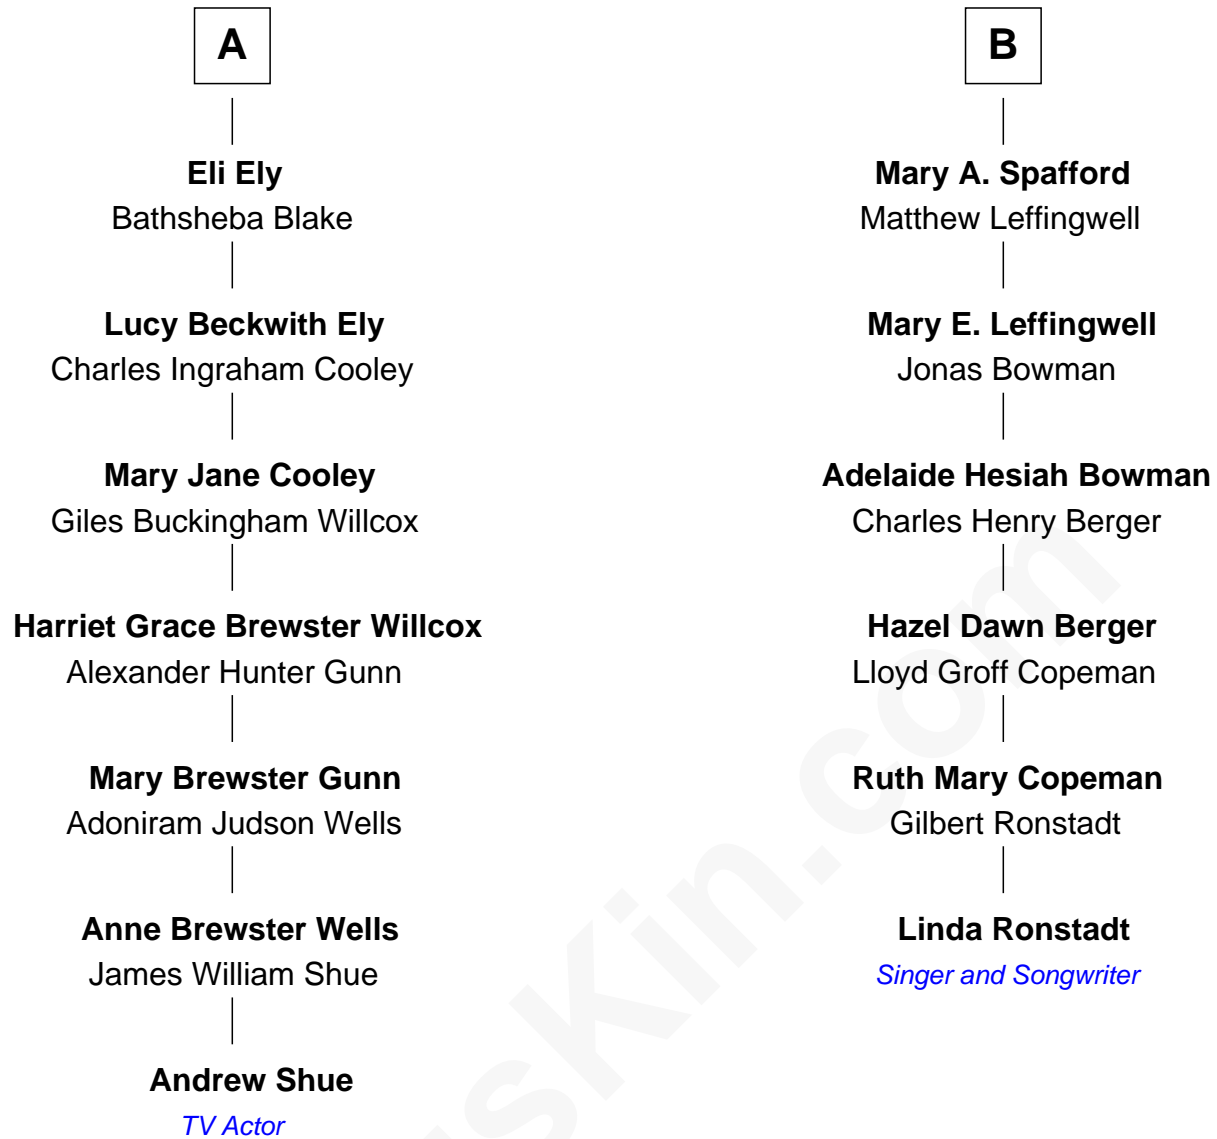 A
Eli Ely
Bathsheba Blake
Lucy Beckwith Ely
Charles Ingraham Cooley
Mary Jane Cooley
Giles Buckingham Willcox
Harriet Grace Brewster Willcox
Alexander Hunter Gunn
Mary Brewster Gunn
Adoniram Judson Wells
Anne Brewster Wells
James William Shue
Andrew Shue
TV Actor
B
Mary A. Spafford
Matthew Leffingwell
Mary E. Leffingwell
Jonas Bowman
Adelaide Hesiah Bowman
Charles Henry Berger
Hazel Dawn Berger
Lloyd Groff Copeman
Ruth Mary Copeman
Gilbert Ronstadt
Linda Ronstadt
Singer and Songwriter
sKin.com